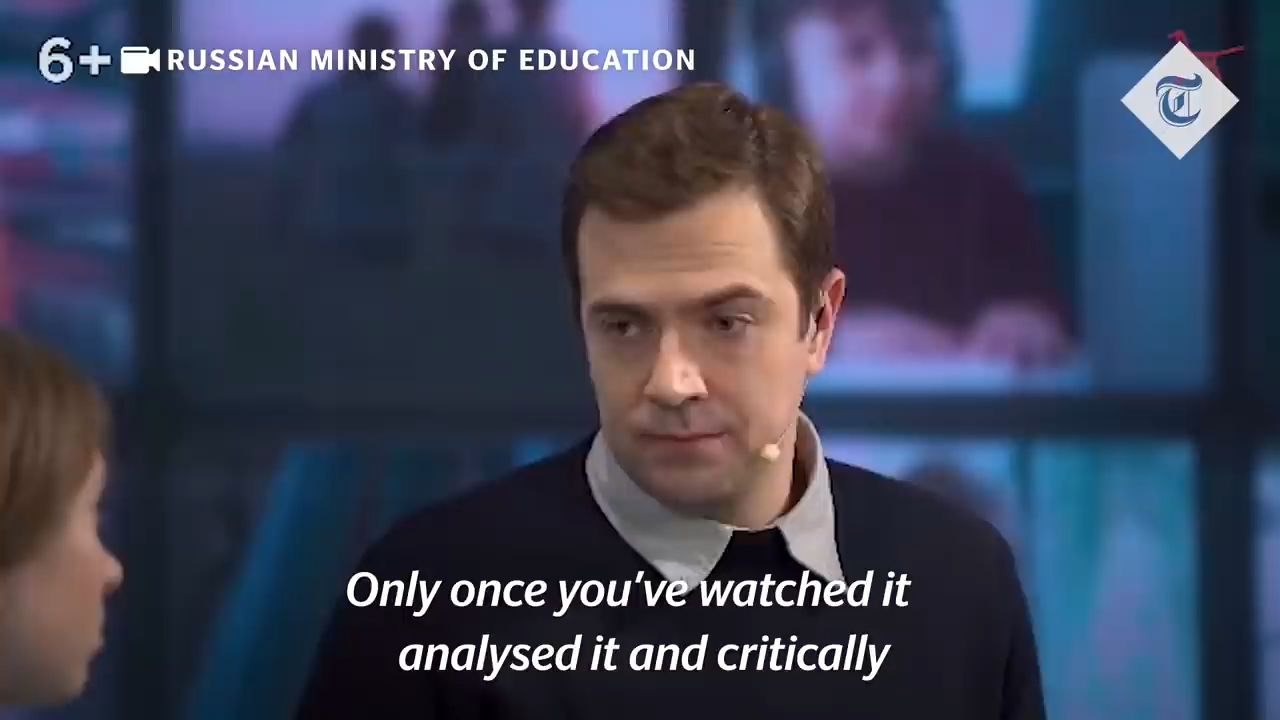 6+ RUSSIAN MINISTRY OF EDUCATION
T
Only once you've watched it
analysed it and critically